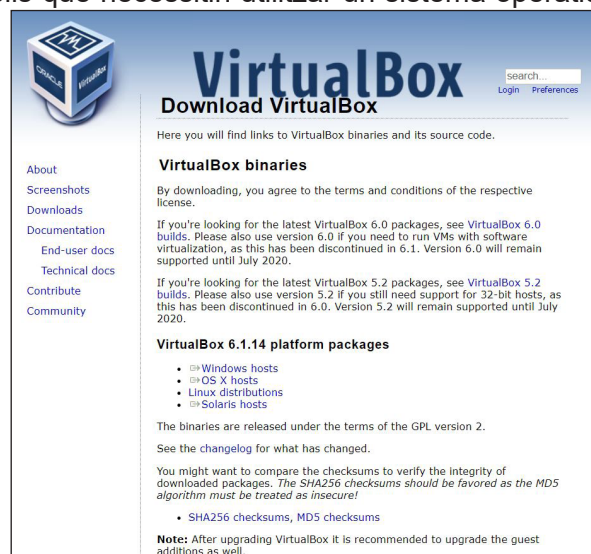 que necessitin utilitzar un sistema operati
ORACLE
VirtualBox
VirtualBox
search...
Login Preferences
Download VirtualBox
Here you will find links to VirtualBox binaries and its source code.
About
Screenshots
Downloads
Documentation
End-user docs
Technical docs
Contribute
Community
VirtualBox binaries
By downloading, you agree to the terms and conditions of the respective
license.
If you're looking for the latest VirtualBox 6.0 packages, see VirtualBox 6.0
builds. Please also use version 6.0 if you need to run VMs with software
virtualization, as this has been discontinued in 6.1. Version 6.0 will remain
supported until July 2020.
If you're looking for the latest VirtualBox 5.2 packages, see VirtualBox 5.2
builds. Please also use version 5.2 if you still need support for 32-bit hosts, as
this has been discontinued in 6.0. Version 5.2 will remain supported until July
2020.
VirtualBox 6.1.14 platform packages
Windows hosts
OS X hosts
Linux distributions
Solaris hosts
The binaries are released under the terms of the GPL version 2.
See the changelog for what has changed.
You might want to compare the checksums to verify the integrity of
downloaded packages. The SHA256 checksums should be favored as the MD5
algorithm must be treated as insecure!
SHA256 checksums, MD5 checksums
Note: After upgrading VirtualBox it is recommended to upgrade the guest
additions as well.